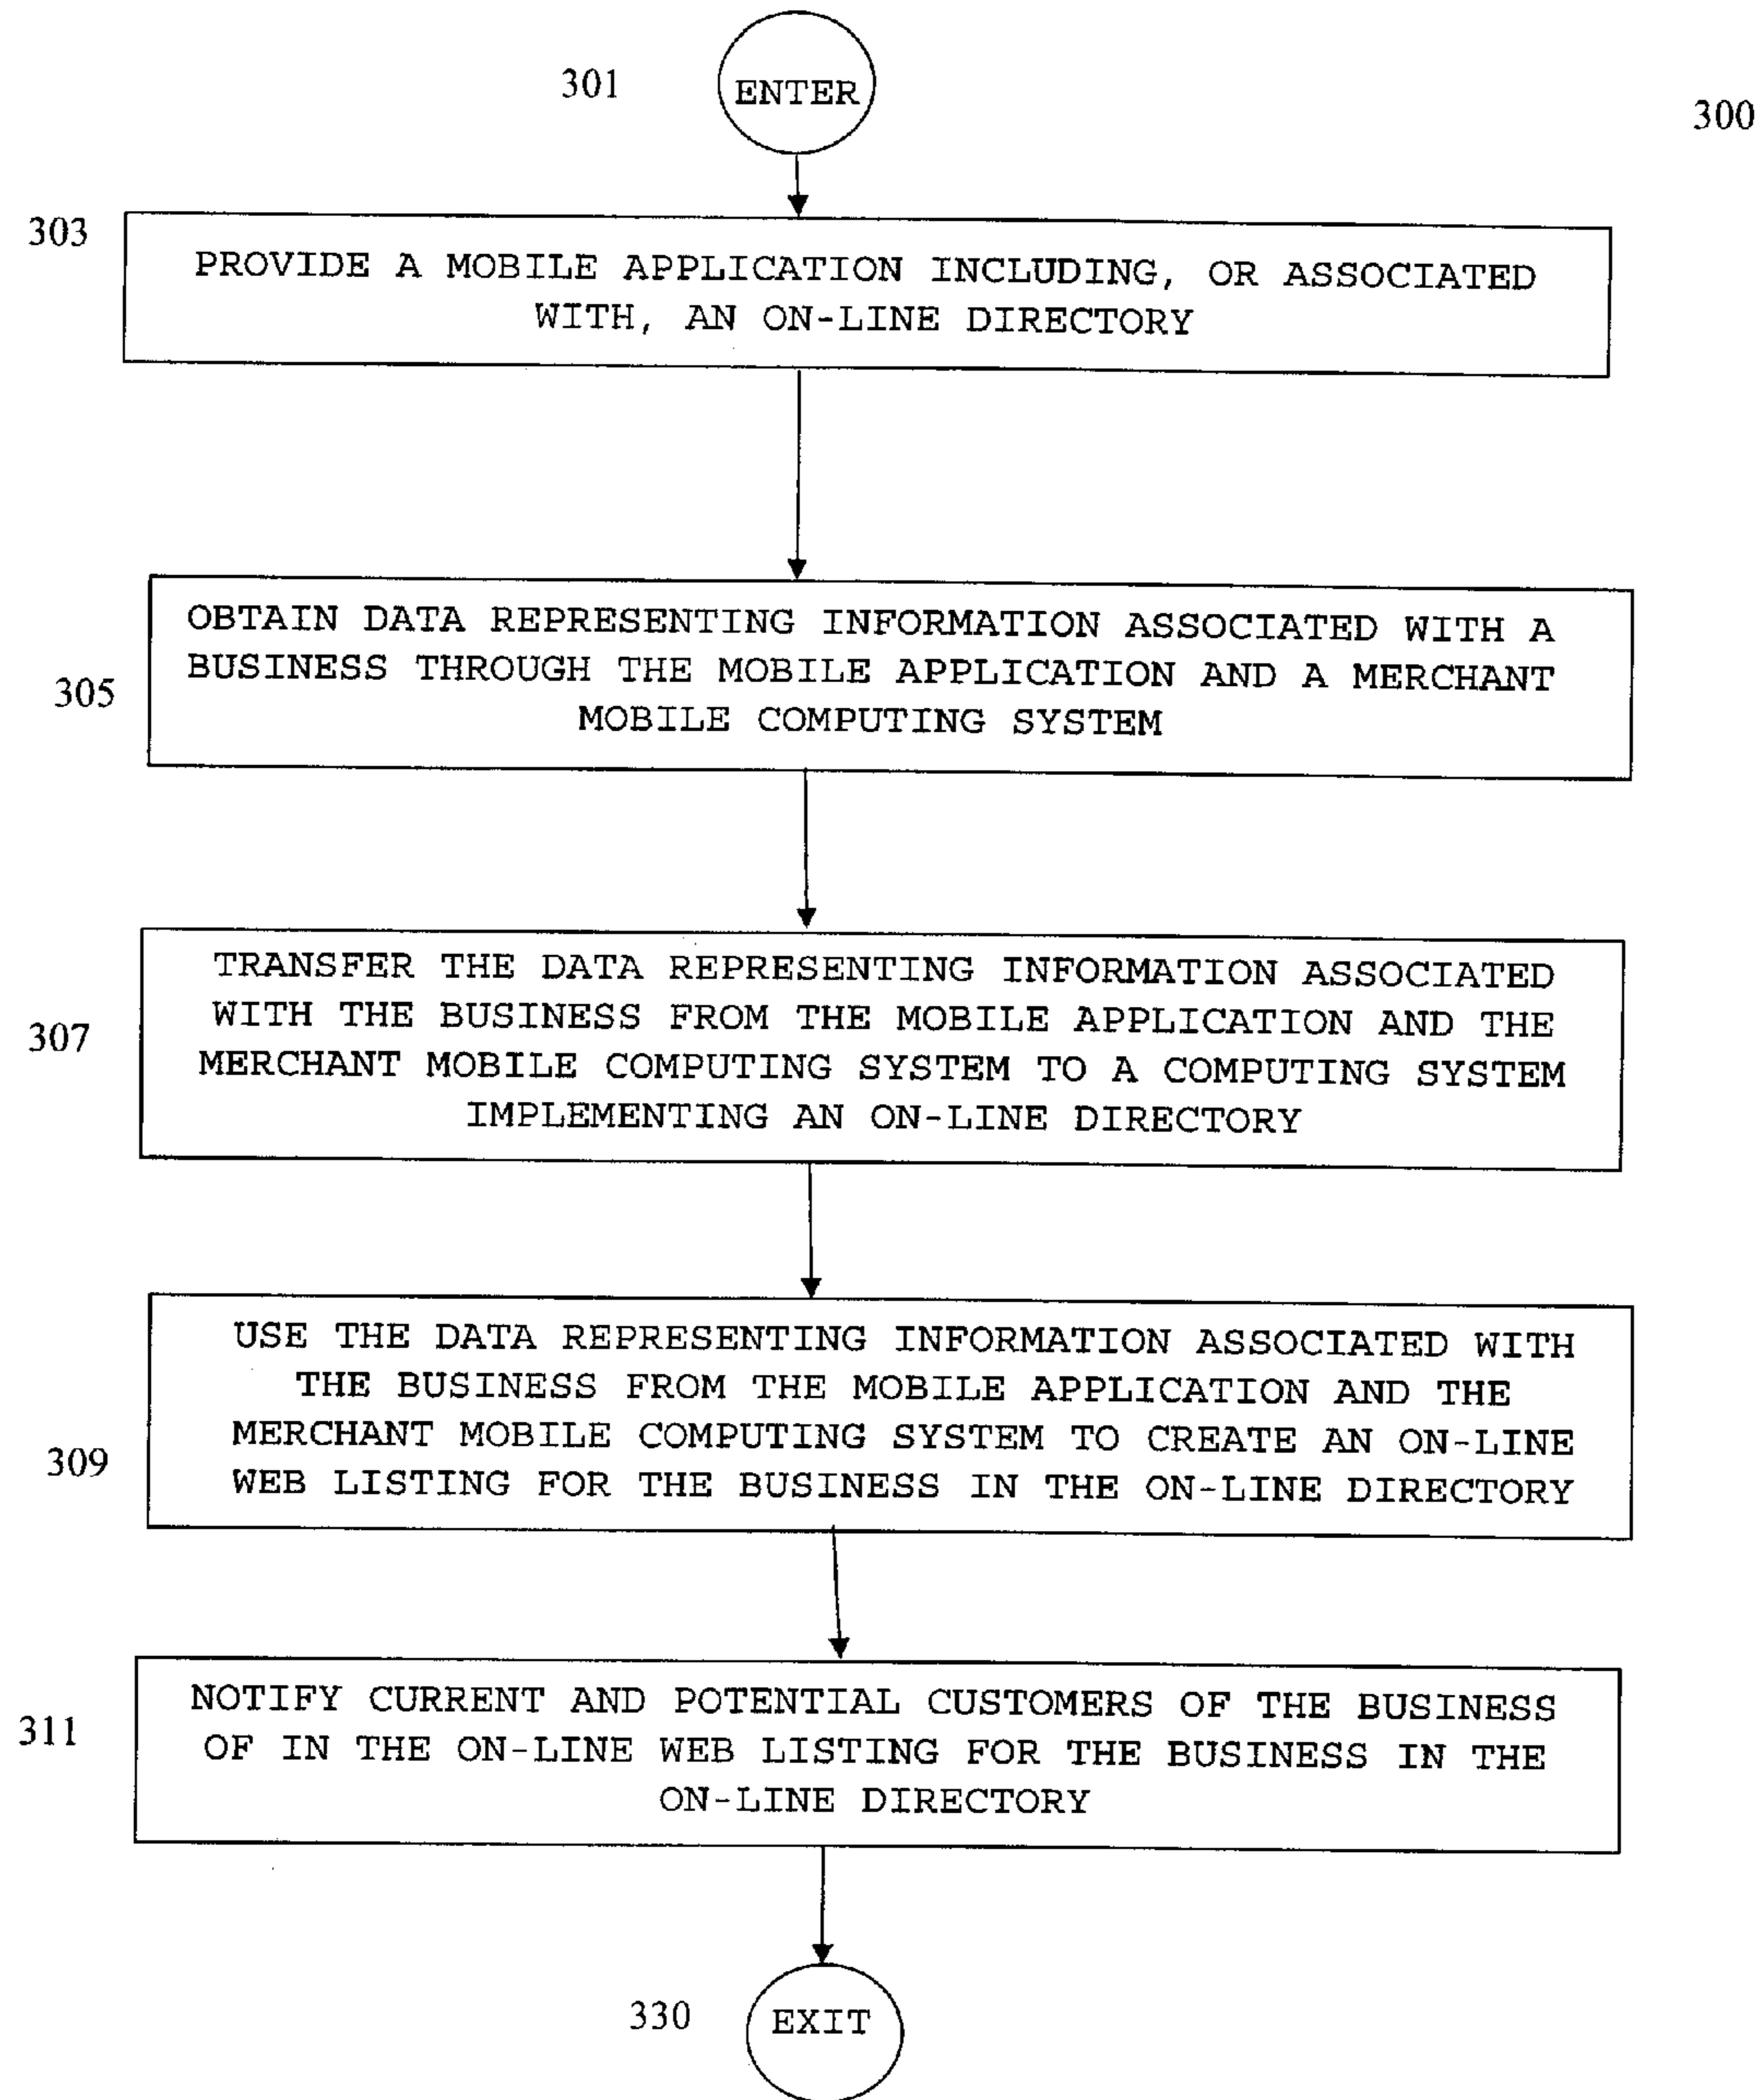 301
ENTER
300
303
PROVIDE A MOBILE APPLICATION INCLUDING, OR ASSOCIATED
WITH, AN ON-LINE DIRECTORY
OBTAIN DATA REPRESENTING INFORMATION ASSOCIATED WITH A
BUSINESS THROUGH THE MOBILE APPLICATION AND A MERCHANT
MOBILE COMPUTING SYSTEM
305
TRANSFER THE DATA REPRESENTING INFORMATION ASSOCIATED
WITH THE BUSINESS FROM THE MOBILE APPLICATION AND THE
MERCHANT MOBILE COMPUTING SYSTEM TO A COMPUTING SYSTEM
IMPLEMENTING AN ON-LINE DIRECTORY
307
USE THE DATA REPRESENTING INFORMATION ASSOCIATED WITH
THE BUSINESS FROM THE MOBILE APPLICATION AND THE
MERCHANT MOBILE COMPUTING SYSTEM TO CREATE AN ON-LINE
WEB LISTING FOR THE BUSINESS IN THE ON-LINE DIRECTORY
309
NOTIFY CURRENT AND POTENTIAL CUSTOMERS OF THE BUSINESS
OF IN THE ON-LINE WEB LISTING FOR THE BUSINESS IN THE
ON-LINE DIRECTORY
311
330
EXIT